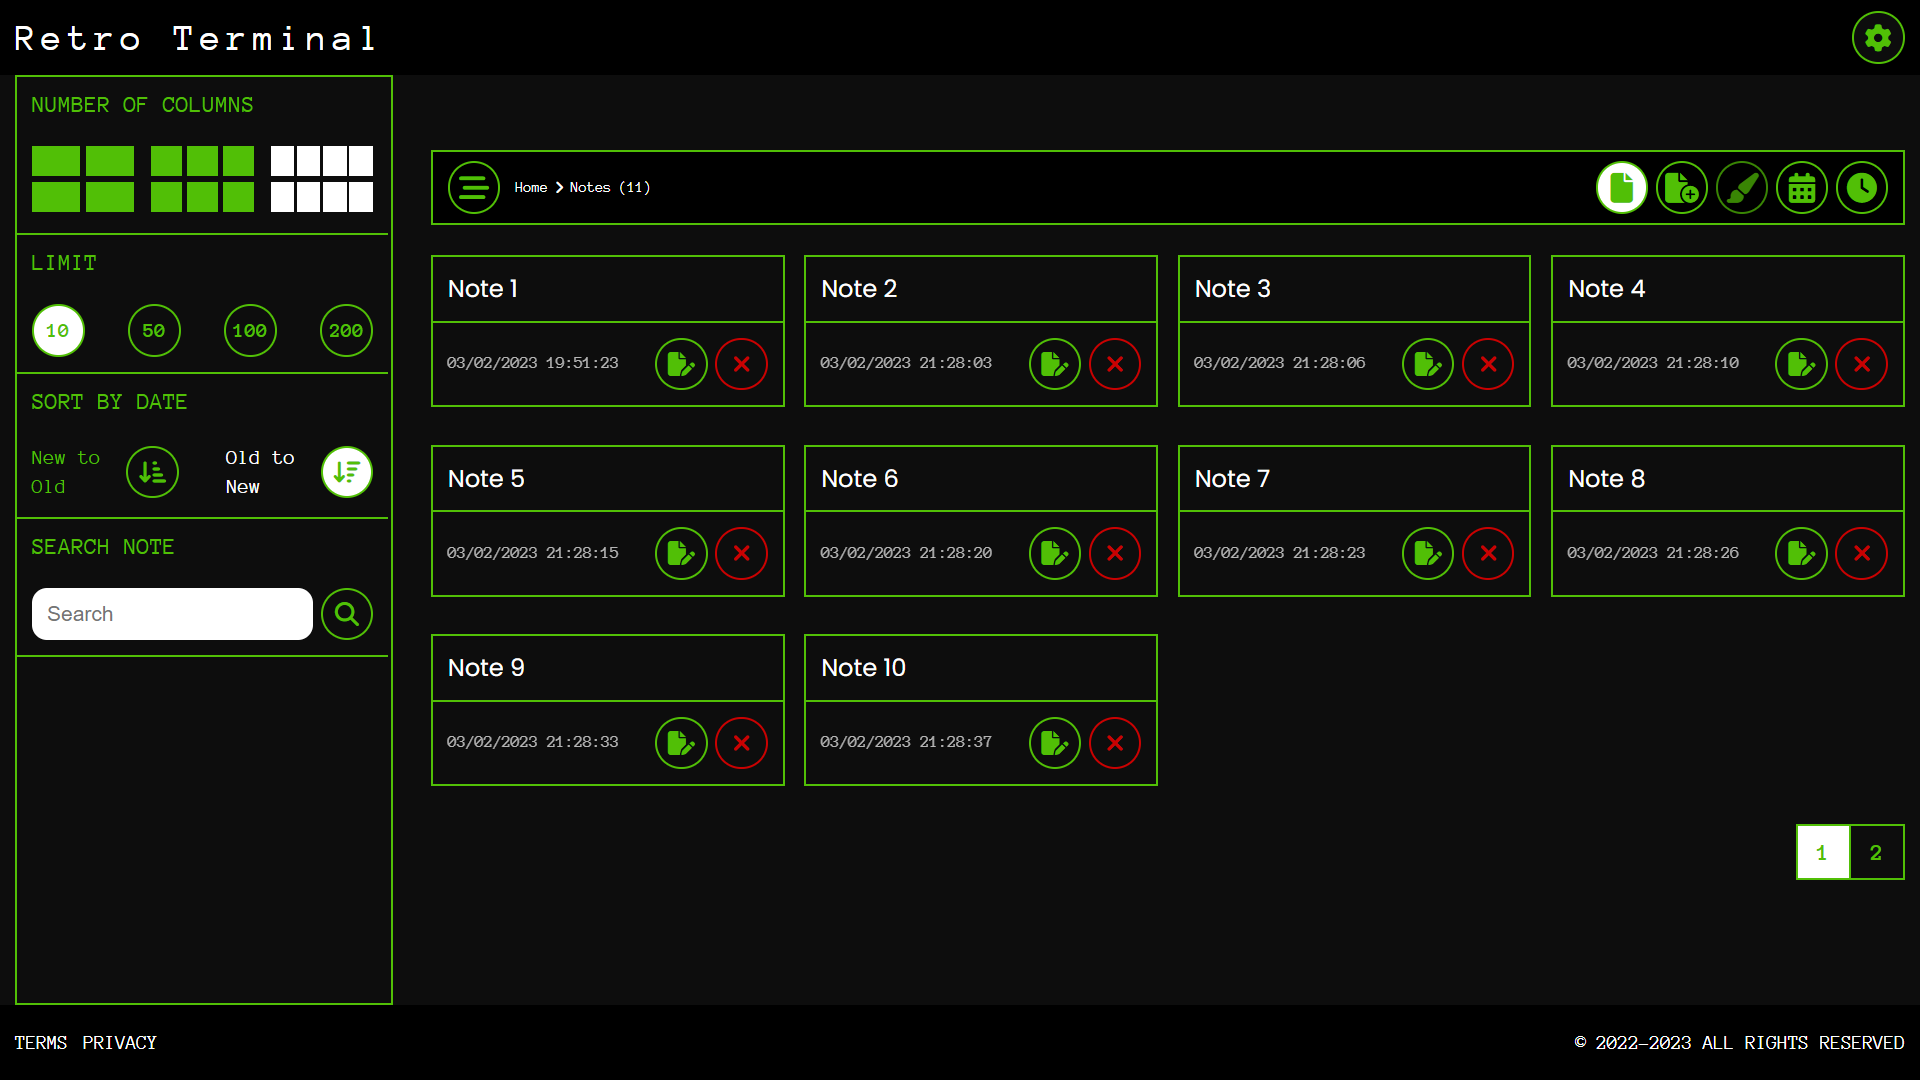 Retro Terminal
NUMBER OF COLUMNS
LIMIT
10 50 100 200
SORT BY DATE
New to
Old
Old to
New
SEARCH NOTE
Search
Home Notes (11)
Note 1
03/02/2023 19:51:23
Note 2
03/02/2023 21:28:03
Note 3
03/02/2023 21:28:06
Note 4
03/02/2023 21:28:10
Note 5
03/02/2023 21:28:15
Note 6
03/02/2023 21:28:20
Note 7
03/02/2023 21:28:23
Note 8
03/02/2023 21:28:26
Note 9
03/02/2023 21:28:33
Note 10
03/02/2023 21:28:37
1 2
TERMS PRIVACY
© 2022-2023 ALL RIGHTS RESERVED